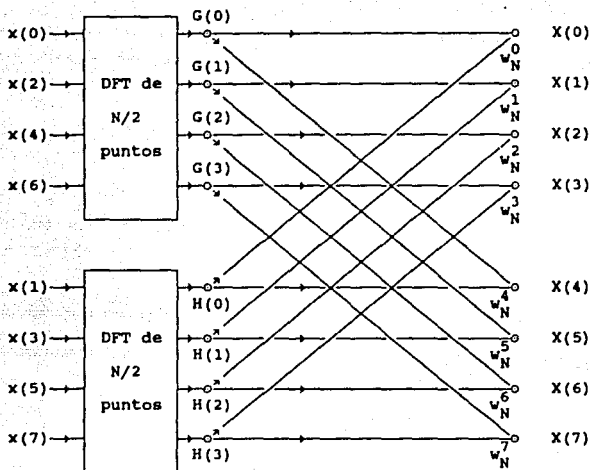 x(0)
x(2)
x(4)
x(6)
DFT de
N/2
puntos
G(0)
G(1)
G(2)
G(3)
w_N^0
w_N^1
w_N^2
w_N^3
X(0)
X(1)
X(2)
X(3)
x(1)
x(3)
x(5)
x(7)
DFT de
N/2
puntos
H(0)
H(1)
H(2)
H(3)
w_N^4
w_N^5
w_N^6
w_N^7
X(4)
X(5)
X(6)
X(7)